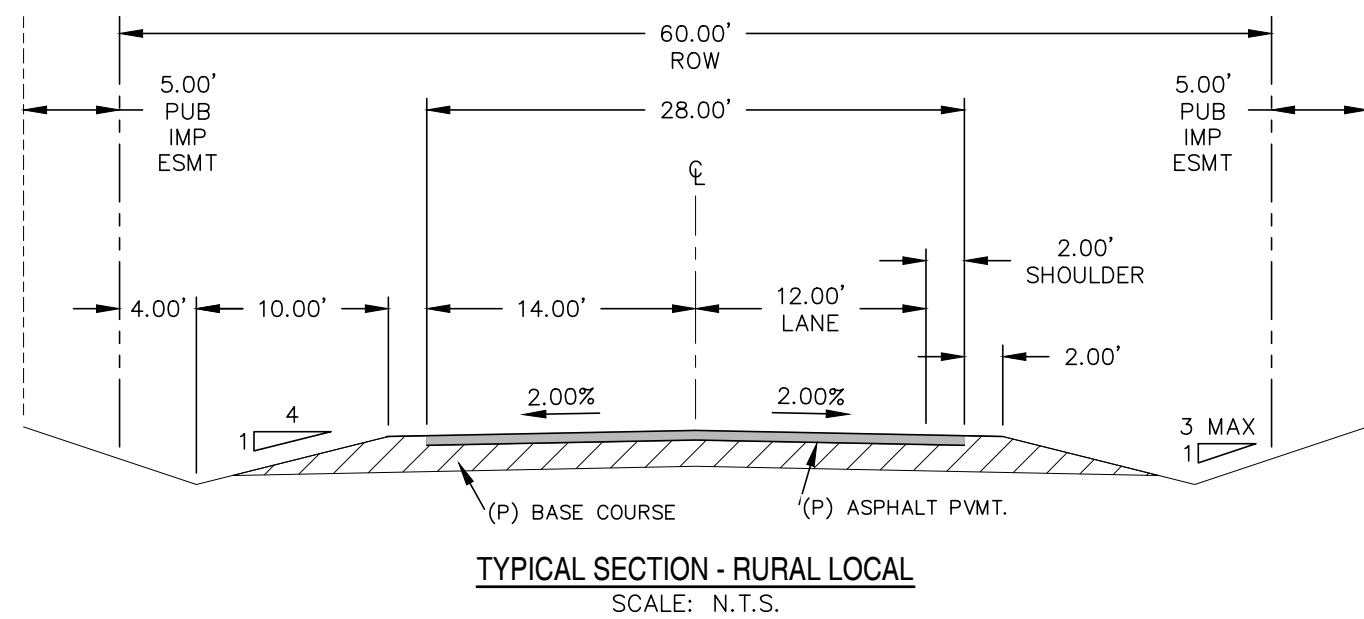 60.00'
ROW
5.00'
PUB
IMP
ESMT
28.00'
5.00'
PUB
IMP
ESMT
℄
2.00'
SHOULDER
4.00'
10.00'
14.00'
12.00'
LANE
2.00'
2.00%
2.00%
4
1
3 MAX
1
(P) BASE COURSE
(P) ASPHALT PVMT.
TYPICAL SECTION - RURAL LOCAL
SCALE: N.T.S.